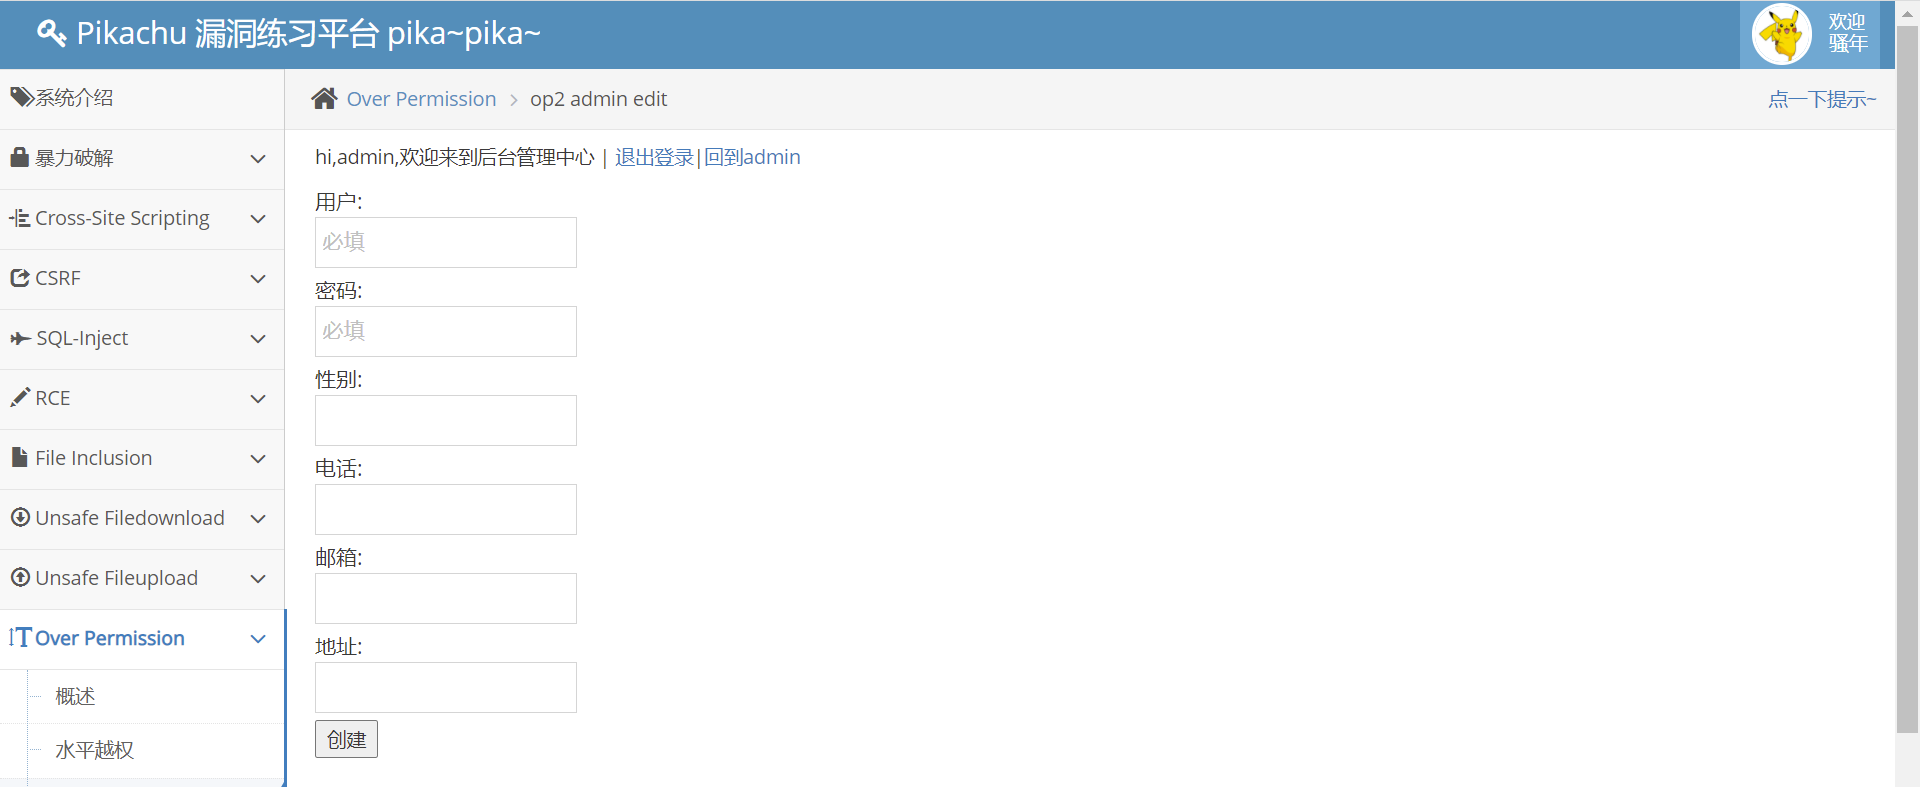 Pikachu 漏洞练习平台 pika~pika~
欢迎
骚年
系统介绍
暴力破解
Cross-Site Scripting
CSRF
SQL-Inject
RCE
File Inclusion
Unsafe Filedownload
Unsafe Fileupload
Over Permission
概述
水平越权
Over Permission > op2 admin edit
点一下提示~
hi,admin,欢迎来到后台管理中心 | 退出登录|回到admin
用户:
必填
密码:
必填
性别:
电话:
邮箱:
地址:
创建